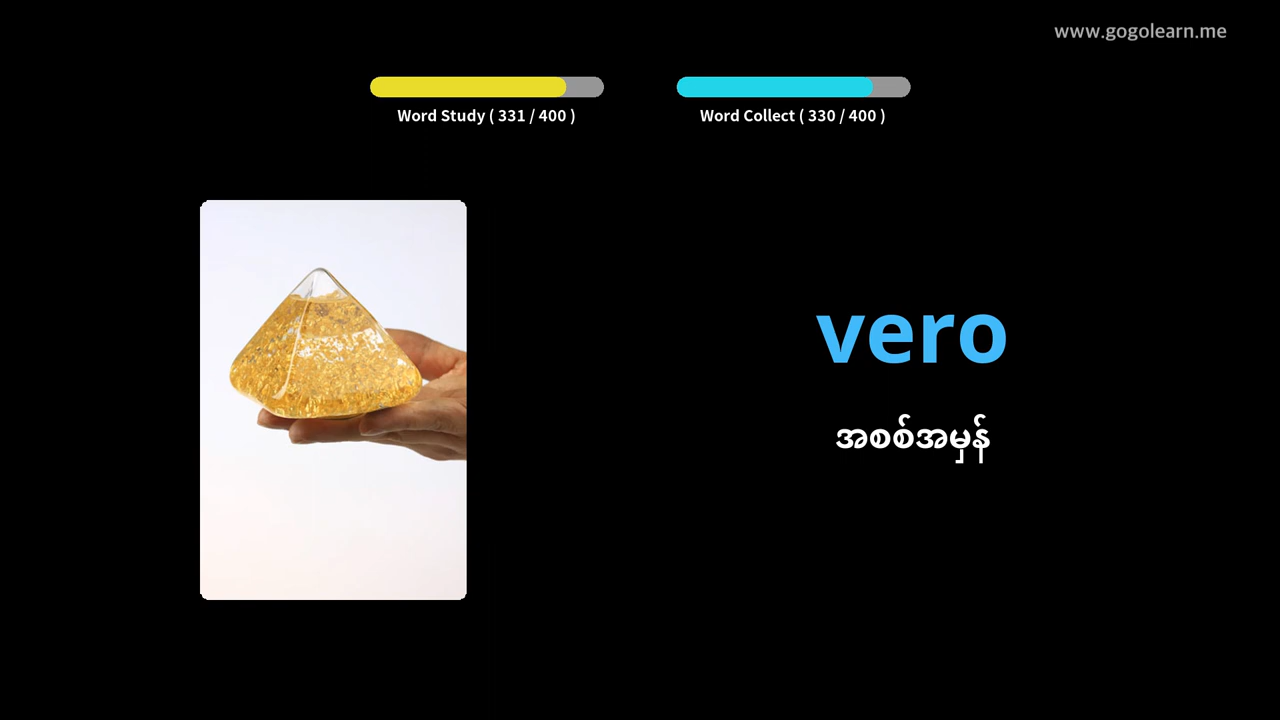 www.gogolearn.me
Word Study ( 331 / 400 )
Word Collect ( 330 / 400 )
vero
အစစ်အမှန်